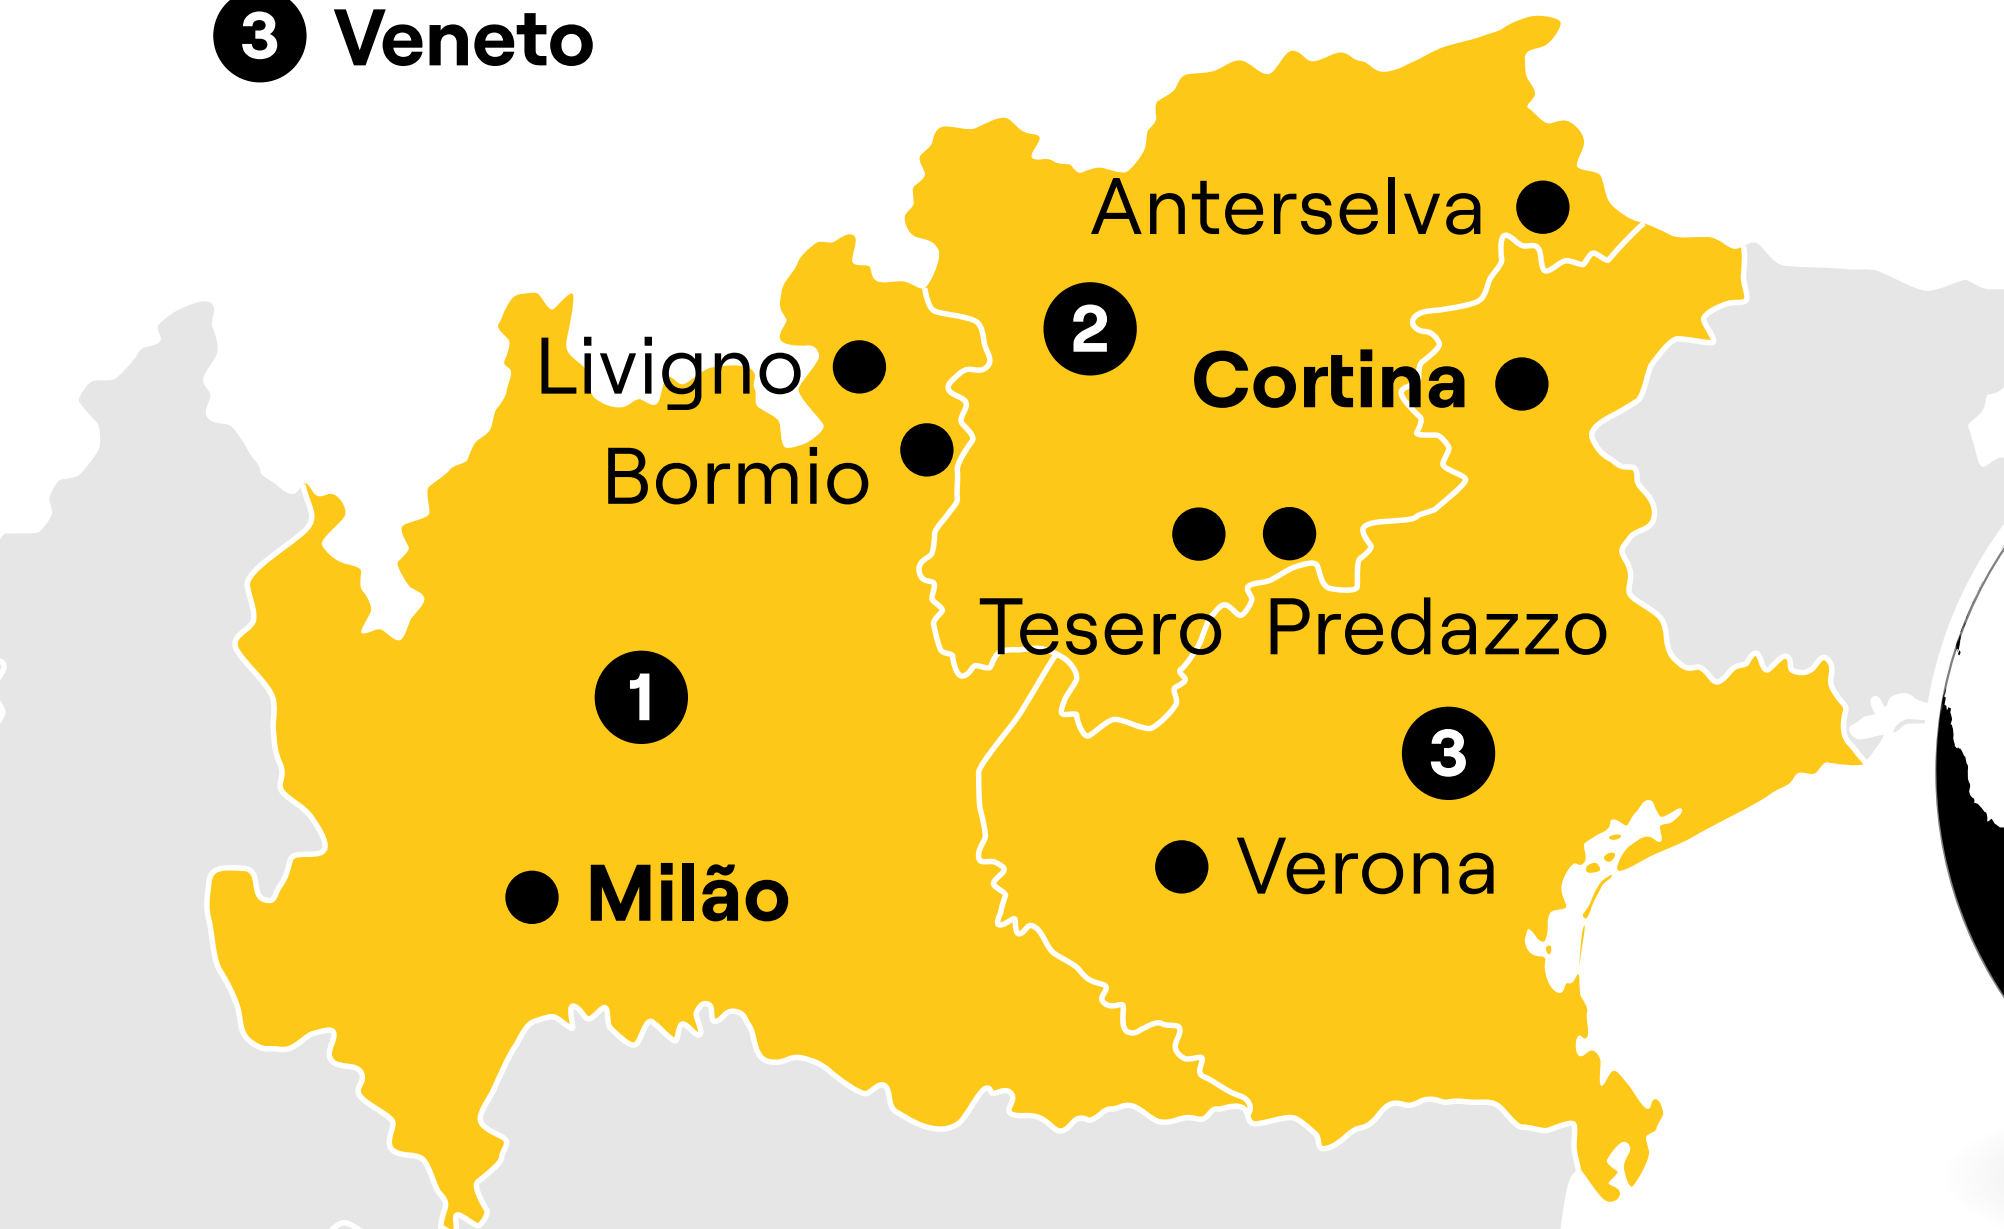 3 Veneto
Anterselva
2
Livigno
Cortina
Bormio
Tesero Predazzo
1
3
Verona
Milão